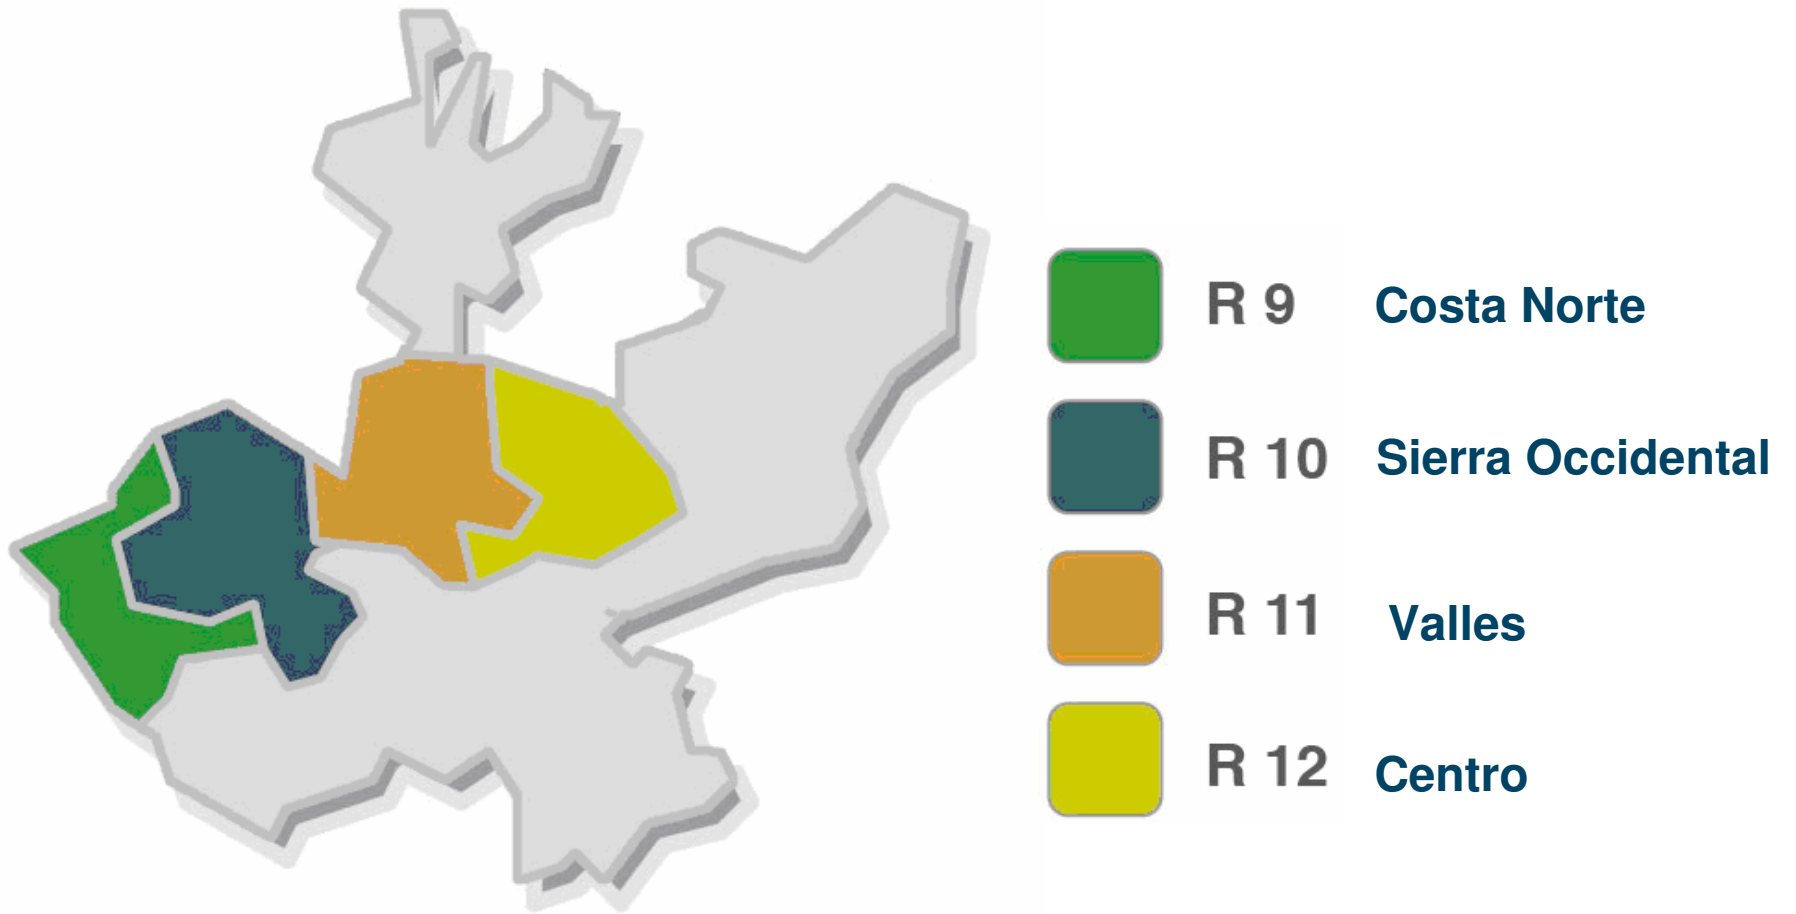 R 9 Costa Norte
R 10 Sierra Occidental
R 11 Valles
R 12 Centro